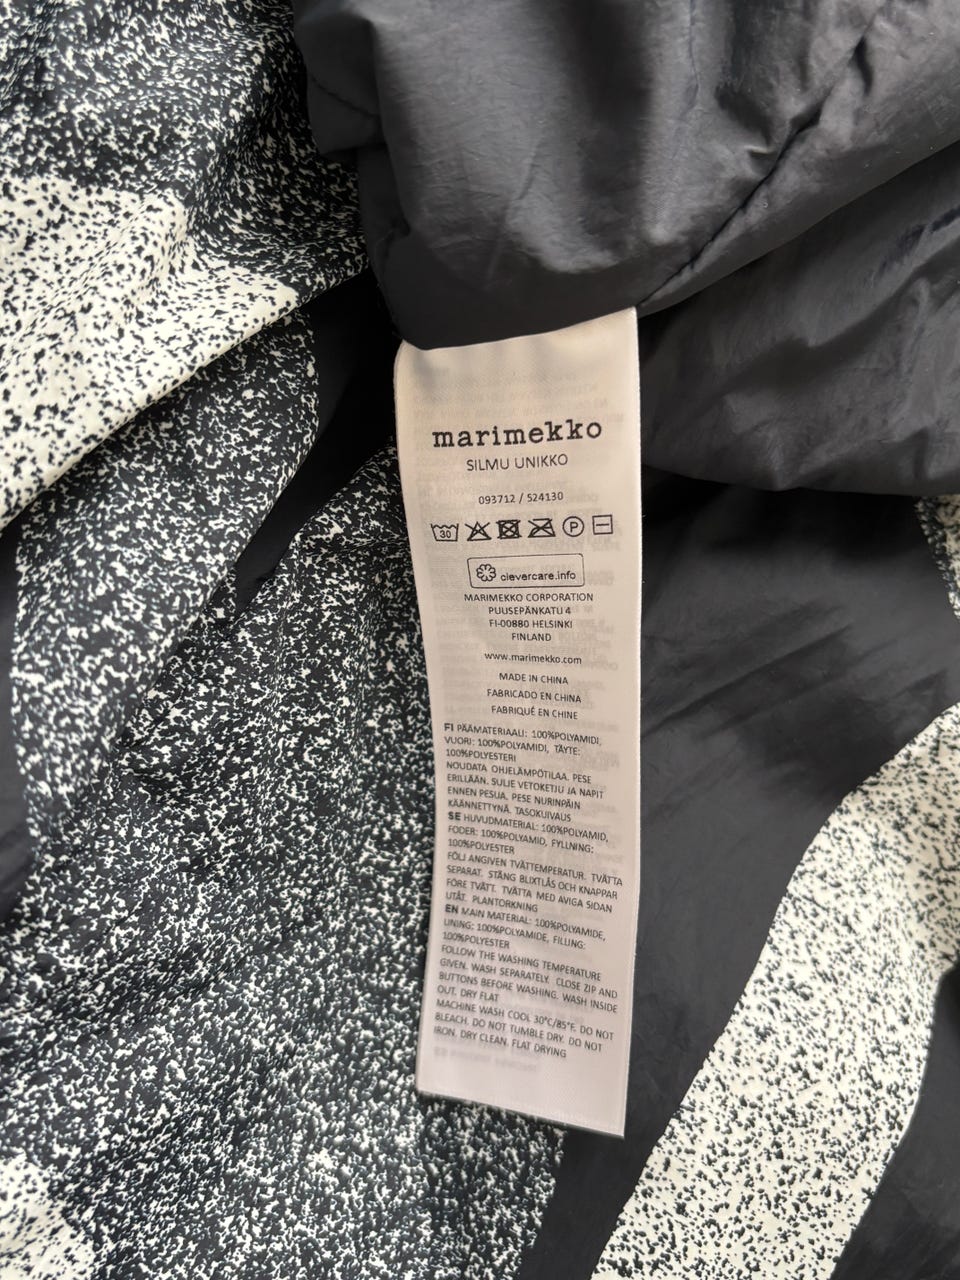 marimekko
SILMU UNIKKO
093712 / 524130
30 P
clevercare.info
MARIMEKKO CORPORATION
PUUSEPÄNKATU 4
FI-00880 HELSINKI
FINLAND
www.marimekko.com
MADE IN CHINA
FABRICADO EN CHINA
FABRIQUÉ EN CHINE
FI PÄÄMATERIAALI: 100%POLYAMIDI,
VUORI: 100%POLYAMIDI, TÄYTE:
100%POLYESTERI
NOUDATA OHJELÄMPÖTILAA. PESE
ERILLÄÄN. SULJE VETOKETJU JA NAPIT
ENNEN PESUA. PESE NURINPÄIN
KÄÄNNETTYNÄ. TASOKUIVAUS
SE HUVUDMATERIAL: 100%POLYAMID,
FODER: 100%POLYAMID, FYLLNING:
100%POLYESTER
FÖLJ ANGIVEN TVÄTTEMPERATUR. TVÄTTA
SEPARAT. STÄNG BLIXTLÅS OCH KNAPPAR
FÖRE TVÄTT. TVÄTTA MED AVIGA SIDAN
UTÅT. PLANTORKNING
EN MAIN MATERIAL: 100%POLYAMIDE,
LINING: 100%POLYAMIDE, FILLING:
100%POLYESTER
FOLLOW THE WASHING TEMPERATURE
GIVEN. WASH SEPARATELY. CLOSE ZIP AND
BUTTONS BEFORE WASHING. WASH INSIDE
OUT. DRY FLAT
MACHINE WASH COOL 30°C/85°F. DO NOT
BLEACH. DO NOT TUMBLE DRY. DO NOT
IRON. DRY CLEAN. FLAT DRYING